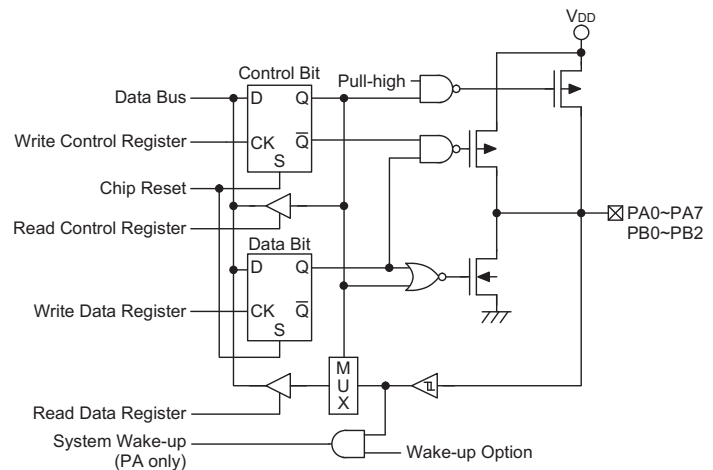 VDD
Control Bit
Pull-high
Data Bus
D Q
Write Control Register
CK Q
S
Chip Reset
PA0~PA7
PB0~PB2
Read Control Register
Data Bit
D Q
Write Data Register
CK Q
S
MUX
Read Data Register
System Wake-up
(PA only)
Wake-up Option